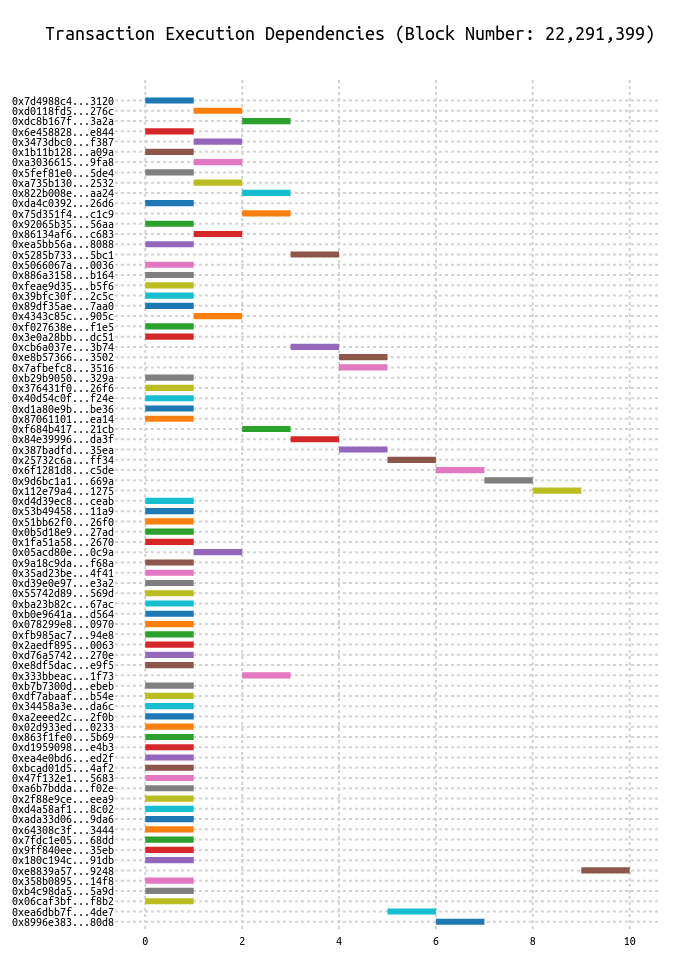 Transaction Execution Dependencies (Block Number: 22,291,399)
0x7d4988c4...3120
0xd0118fd5...276c
0xdc8b167f...3a2a
0x6e458828...e844
0x3473dbc0...f387
0x1b11b128...a09a
0xa3036615...9fa8
0x5fef81e0...5de4
0xa735b130...2532
0x822b008e...aa24
0xda4c0392...26d6
0x75d351f4...c1c9
0x92065b35...56aa
0x86134af6...c683
0xea5bb56a...8088
0x5285b733...5bc1
0x5066067a...0036
0x886a3158...b164
0xfeae9d35...b5f6
0x39bfc30f...2c5c
0x89df35ae...7aa0
0x4343c85c...905c
0xf027638e...f1e5
0x3e0a28bb...dc51
0xcb6a037e...3b74
0xe8b57366...3502
0x7afbefc8...3516
0xb29b9050...329a
0x376431f0...26f6
0x40d54c0f...f24e
0xd1a80e9b...be36
0x87061101...ea14
0xf684b417...21cb
0x84e39996...da3f
0x387badfd...35ea
0x25732c6a...ff34
0x6f1281d8...c5de
0x9d6bc1a1...669a
0x112e79a4...1275
0xd4d39ec8...ceab
0x53b49458...11a9
0x51bb62f0...26f0
0x0b5d18e9...27ad
0x1fa51a58...2670
0x05acd80e...0c9a
0x9a18c9da...f68a
0x35ad23be...4f41
0xd39e0e97...e3a2
0x55742d89...569d
0xba23b82c...67ac
0xb0e9641a...d564
0x078299e8...0970
0xfb985ac7...94e8
0x2aedf895...0063
0xd76a5742...270e
0xe8df5dac...e9f5
0x333bbeac...1f73
0xb7b7300d...ebeb
0xdf7abaaf...b54e
0x34458a3e...da6c
0xa2eeed2c...2f0b
0x02d933ed...0233
0x863f1fe0...5b69
0xd1959098...e4b3
0xea4e0bd6...ed2f
0xbcad01d5...4af2
0x47f132e1...5683
0xa6b7bdda...f02e
0x2f88e9ce...eea9
0xd4a58af1...8c02
0xada33d06...9da6
0x64308c3f...3444
0x7fdc1e05...68dd
0x9ff840ee...35eb
0x180c194c...91db
0xe8839a57...9248
0x358b0895...14f8
0xb4c98da5...5a9d
0x06caf3bf...f8b2
0xea6dbb7f...4de7
0x8996e383...80d8
0 2 4 6 8 10